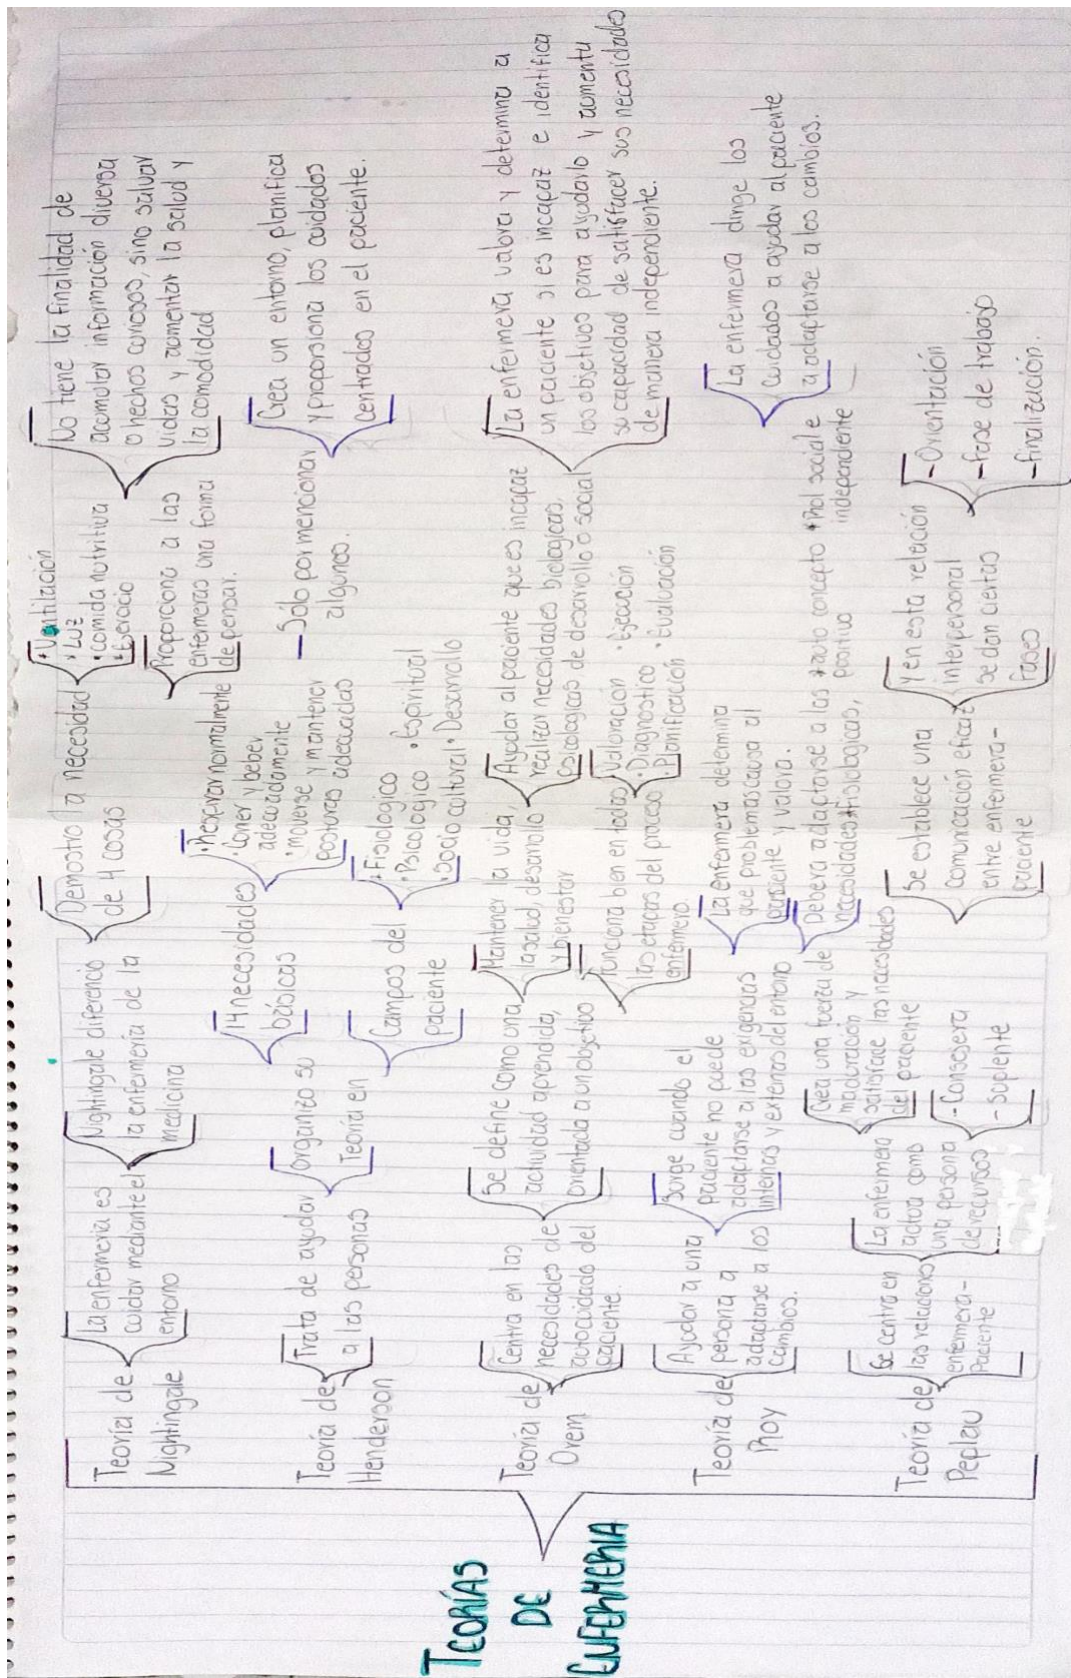 TEORÍAS
DE
ENFERMERIA
Teoría de
Nightingale
La enfermería es
cuidar mediante el
entorno
Nightingale diferencio
la enfermería de la
medicina
Demostro la necesidad
de 4 cosas
• Ventilación
• Luz
• comida nutritiva
• Ejercicio
Proporciona a las
enfermeras una forma
de pensar.
No tiene la finalidad de
acumular información diversa
o hechos curiosos, sino salvar
vidas y aumentar la salud y
la comodidad
Teoría de
Henderson
Trata de ayudar
a las personas
Organizo su
Teoría en
14 necesidades
básicas
• Respirar normalmente
• Comer y beber
adecuadamente
• moverse y mantener
posturas adecuadas
— Sólo por mencionar
algunos.
Campos del
paciente
• Fisiologico
• Psicologico • Espiritual
• Socio cultural • Desarrollo
Crea un entorno, planifica
y proporsiona los cuidados
centrados en el paciente.
Teoría de
Orem
Centra en las
necesidades de
autocuidado del
paciente.
Se define como una
actividad aprendida,
orientada a un objetivo
Mantener la vida,
la salud, desarrollo
y bienestar
Ayudar al paciente que es incapaz
realizar necesidades biologicas,
psicologicas de desarrollo o social
funciona ben en todas
las etapas del proceso
enfermero.
• Valoración • Ejecución
• Diagnostico • Evaluación
• Planificación
La enfermera valora y determina a
un paciente si es incapaz e identifica
los objetivos para ayudarlo y aumenta
su capacidad de satisfacer sus necesidades
de manera independiente.
Teoría de
Roy
Ayudar a una
persona a
adaptarse a los
cambios.
Surge cuando el
paciente no puede
adaptarse a las exigencias
internas y externas del entorno
La enfermera determina
que problemas causa al
paciente y valora.
Debera adaptarse a las • auto concepto • Rol social e
necesidades • fisiologicas, positivo independiente
La enfermera dirige los
cuidados a ayudar al paciente
a adaptarse a los cambios.
Teoría de
Peplau
Se centra en
las relaciones
enfermera-
Paciente
La enfermera
actua como
una persona
de recursos
Crea una fuerza de
maduración y
satisface las necesidades
del paciente
- Consejera
- Suplente
Se establece una
comunicación eficaz
entre enfermera-
paciente
Y en esta relación
interpersonal
se dan ciertas
fases
- Orientación
- Fase de trabajo
- finalización.